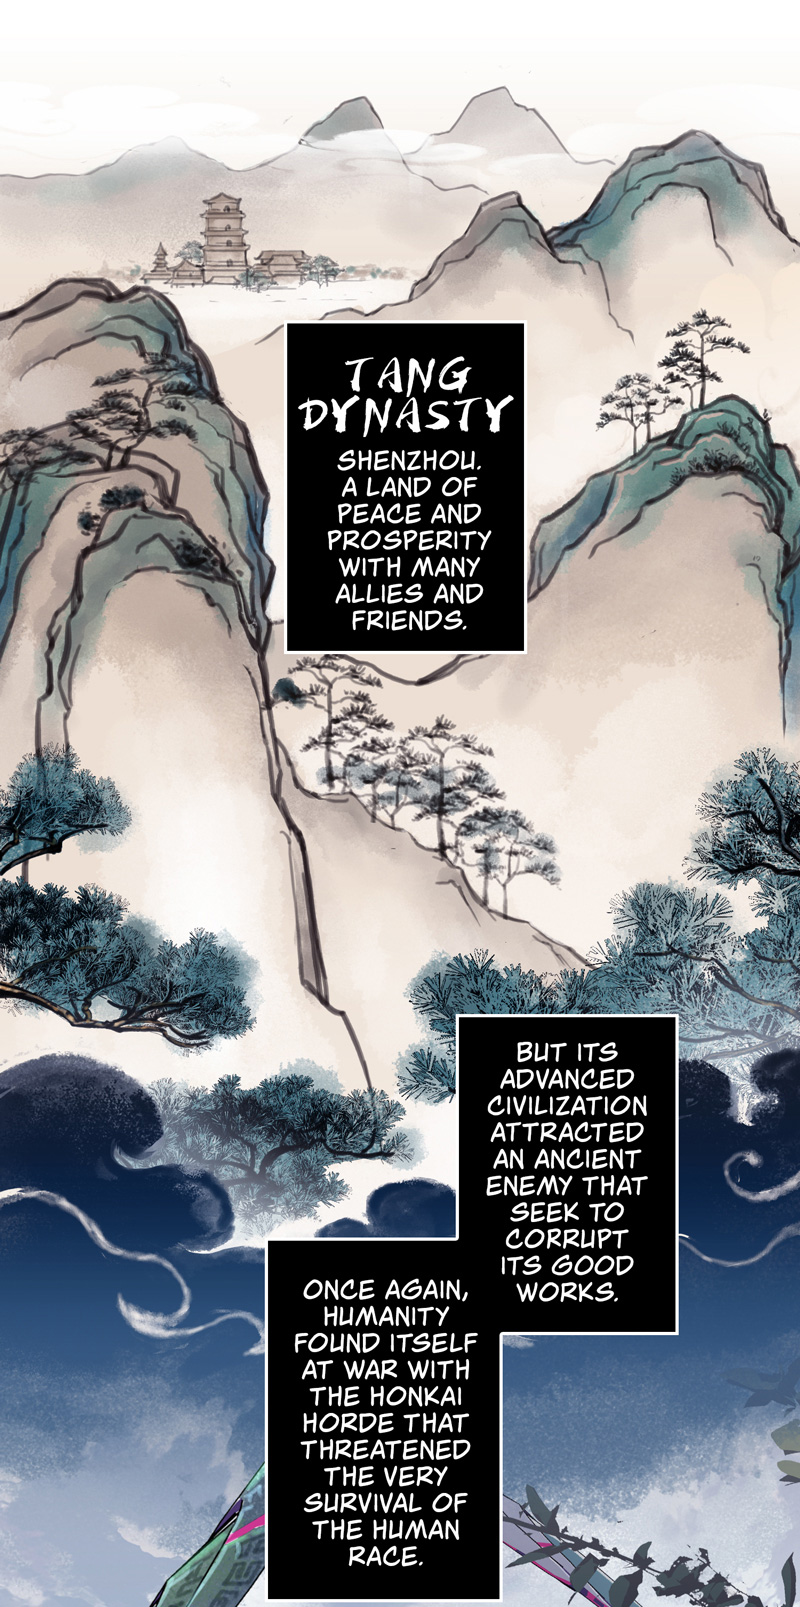 TANG
DYNASTY
SHENZHOU.
A LAND OF
PEACE AND
PROSPERITY
WITH MANY
ALLIES AND
FRIENDS.
BUT ITS
ADVANCED
CIVILIZATION
ATTRACTED
AN ANCIENT
ENEMY THAT
SEEK TO
CORRUPT
ITS GOOD
WORKS.
ONCE AGAIN,
HUMANITY
FOUND ITSELF
AT WAR WITH
THE HONKAI
HORDE THAT
THREATENED
THE VERY
SURVIVAL OF
THE HUMAN
RACE.